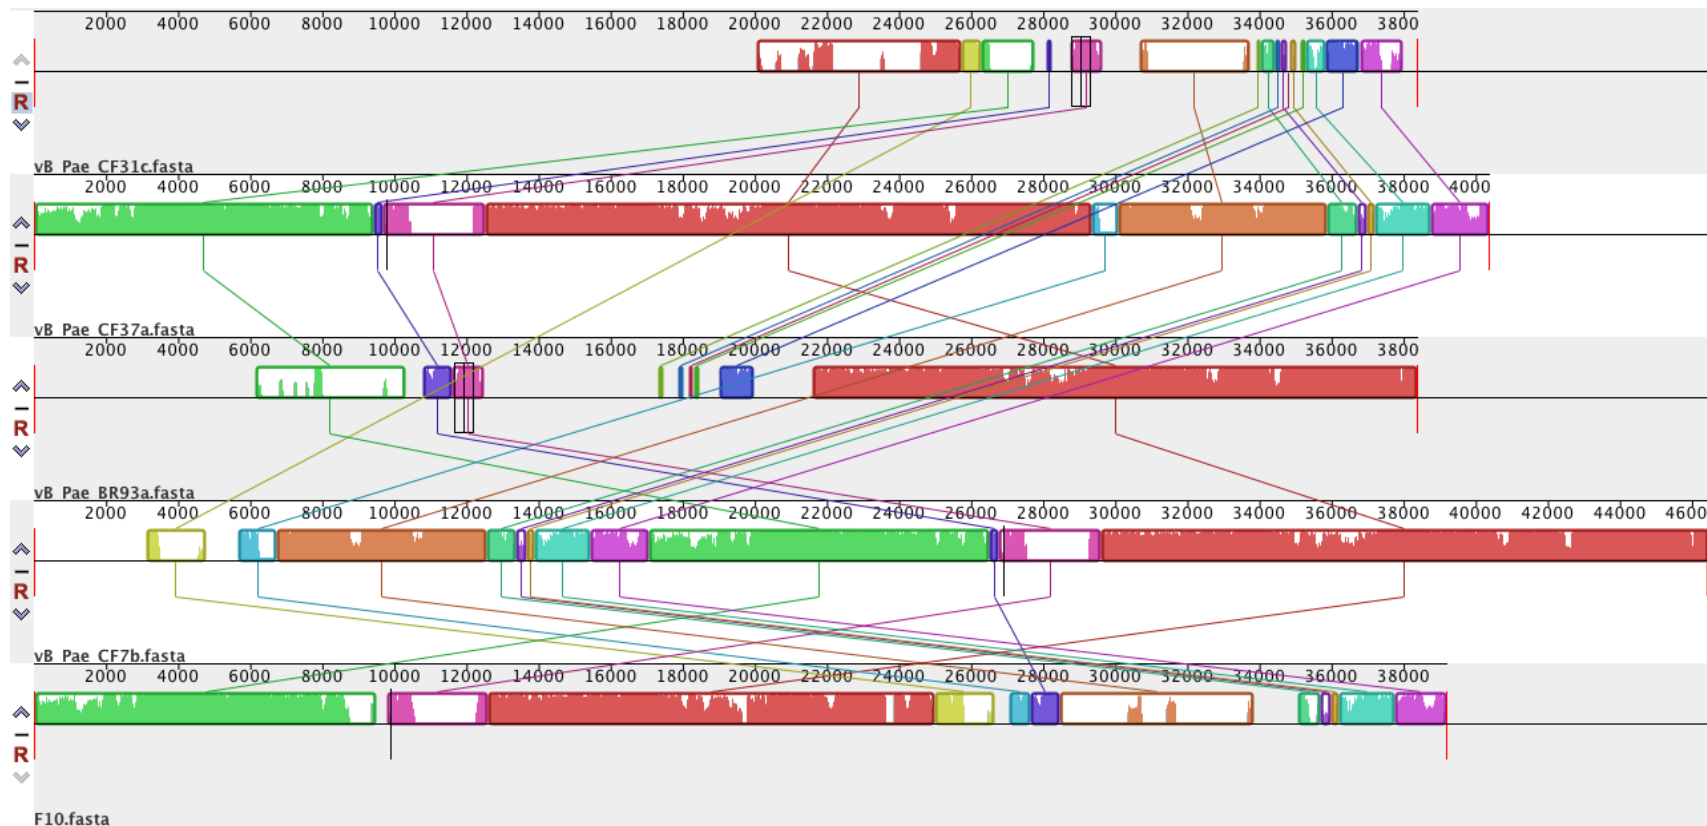 2000 4000 6000 8000 10000 12000 14000 16000 18000 20000 22000 24000 26000 28000 30000 32000 34000 36000 3800
R
vB_Pae_CF31c.fasta
2000 4000 6000 8000 10000 12000 14000 16000 18000 20000 22000 24000 26000 28000 30000 32000 34000 36000 38000 4000
R
vB_Pae_CF37a.fasta
2000 4000 6000 8000 10000 12000 14000 16000 18000 20000 22000 24000 26000 28000 30000 32000 34000 36000 3800
R
vB_Pae_BR93a.fasta
2000 4000 6000 8000 10000 12000 14000 16000 18000 20000 22000 24000 26000 28000 30000 32000 34000 36000 38000 40000 42000 44000 460
R
vB_Pae_CF7b.fasta
2000 4000 6000 8000 10000 12000 14000 16000 18000 20000 22000 24000 26000 28000 30000 32000 34000 36000 38000
R
F10.fasta